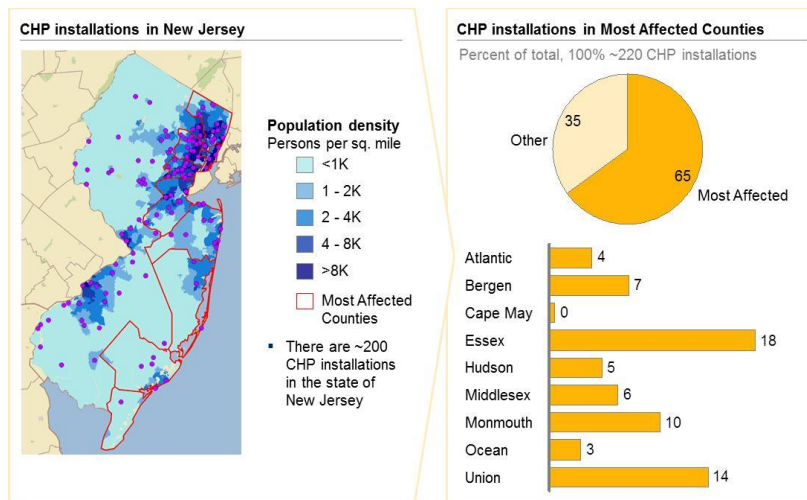 CHP installations in New Jersey
Population density
Persons per sq. mile
<1K
1 - 2K
2 - 4K
4 - 8K
>8K
Most Affected
Counties
▪ There are ~200
CHP installations
in the state of
New Jersey
CHP installations in Most Affected Counties
Percent of total, 100% ~220 CHP installations
35
Other
65
Most Affected
Atlantic 4
Bergen 7
Cape May 0
Essex 18
Hudson 5
Middlesex 6
Monmouth 10
Ocean 3
Union 14